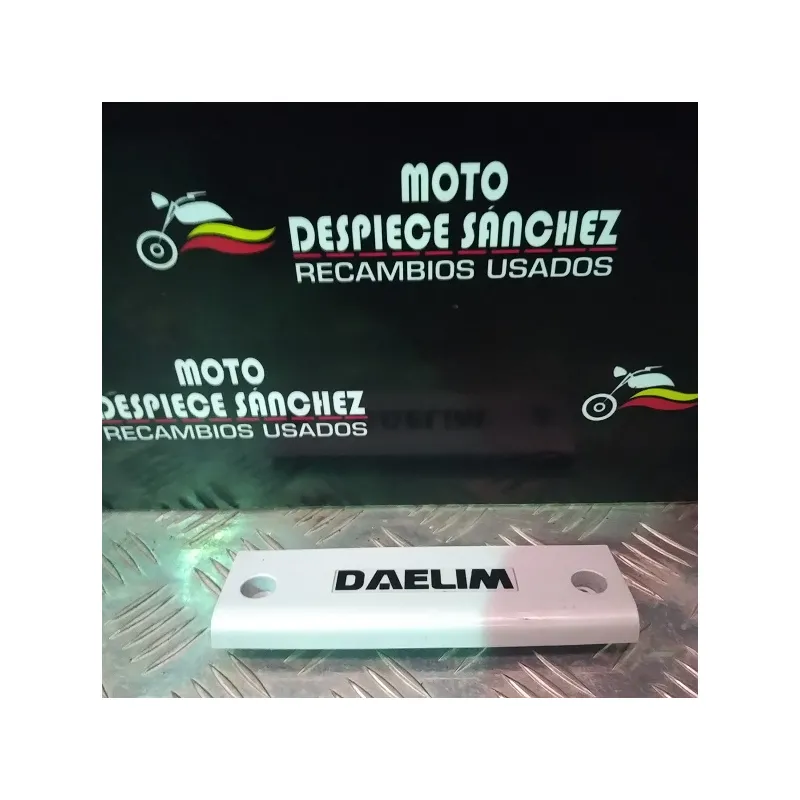 MOTO
DESPIECE SÁNCHEZ
RECAMBIOS USADOS
MOTO
DESPIECE SÁNCHEZ
RECAMBIOS USADOS
DAELIM